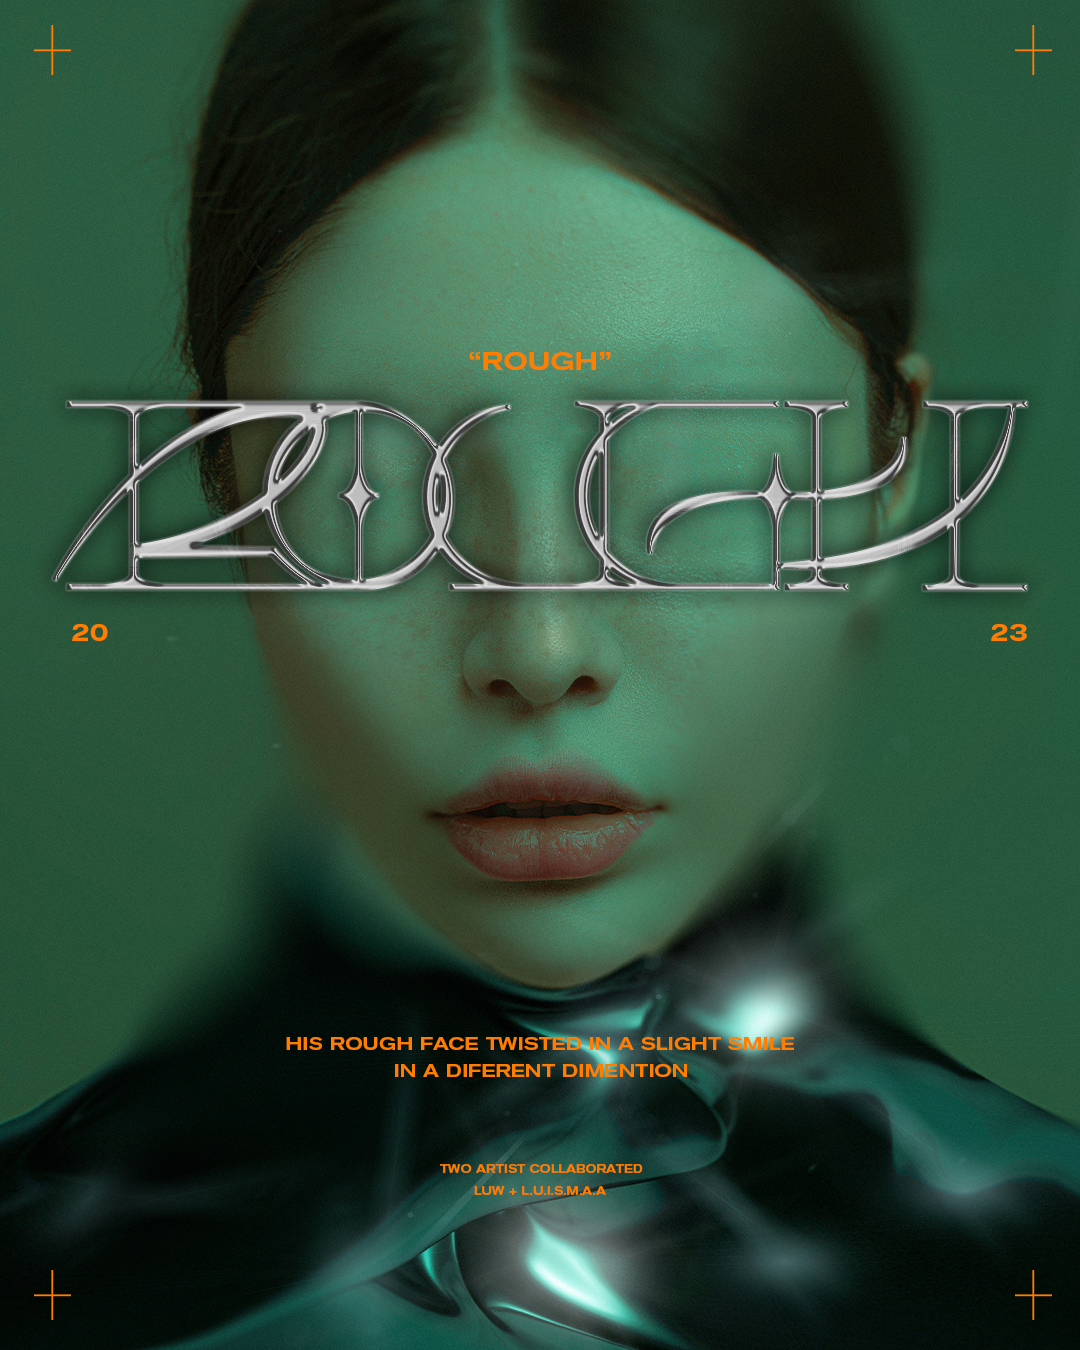 “ROUGH”
ROUGH
20
23
HIS ROUGH FACE TWISTED IN A SLIGHT SMILE
IN A DIFERENT DIMENTION
TWO ARTIST COLLABORATED
LUW + L.U.I.S.M.A.A